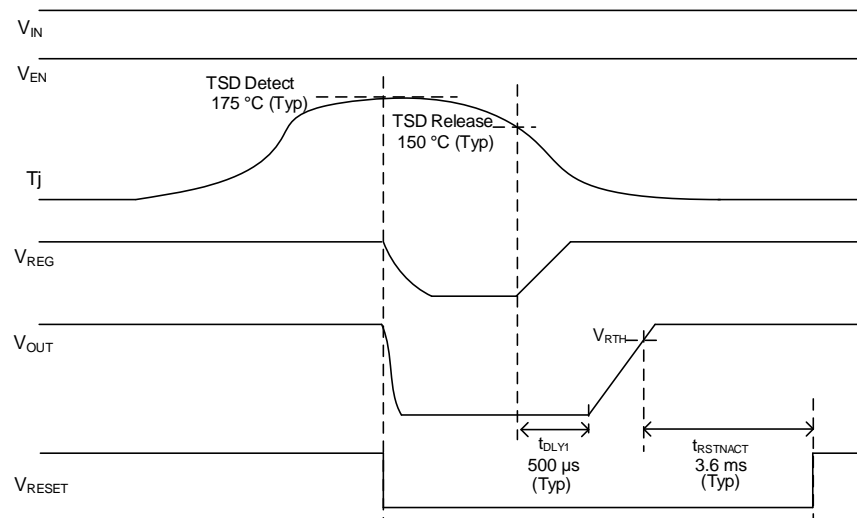 VIN
VEN
TSD Detect
175 °C (Typ)
TSD Release
150 °C (Typ)
Tj
VREG
VOUT
VRTH
tDLY1
500 µs
(Typ)
tRSTNACT
3.6 ms
(Typ)
VRESET